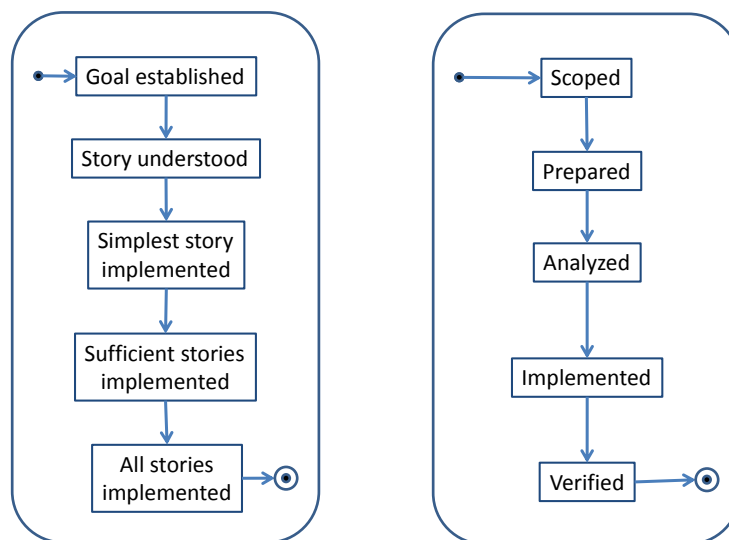 Goal established
Story understood
Simplest story
implemented
Sufficient stories
implemented
All stories
implemented
Scoped
Prepared
Analyzed
Implemented
Verified